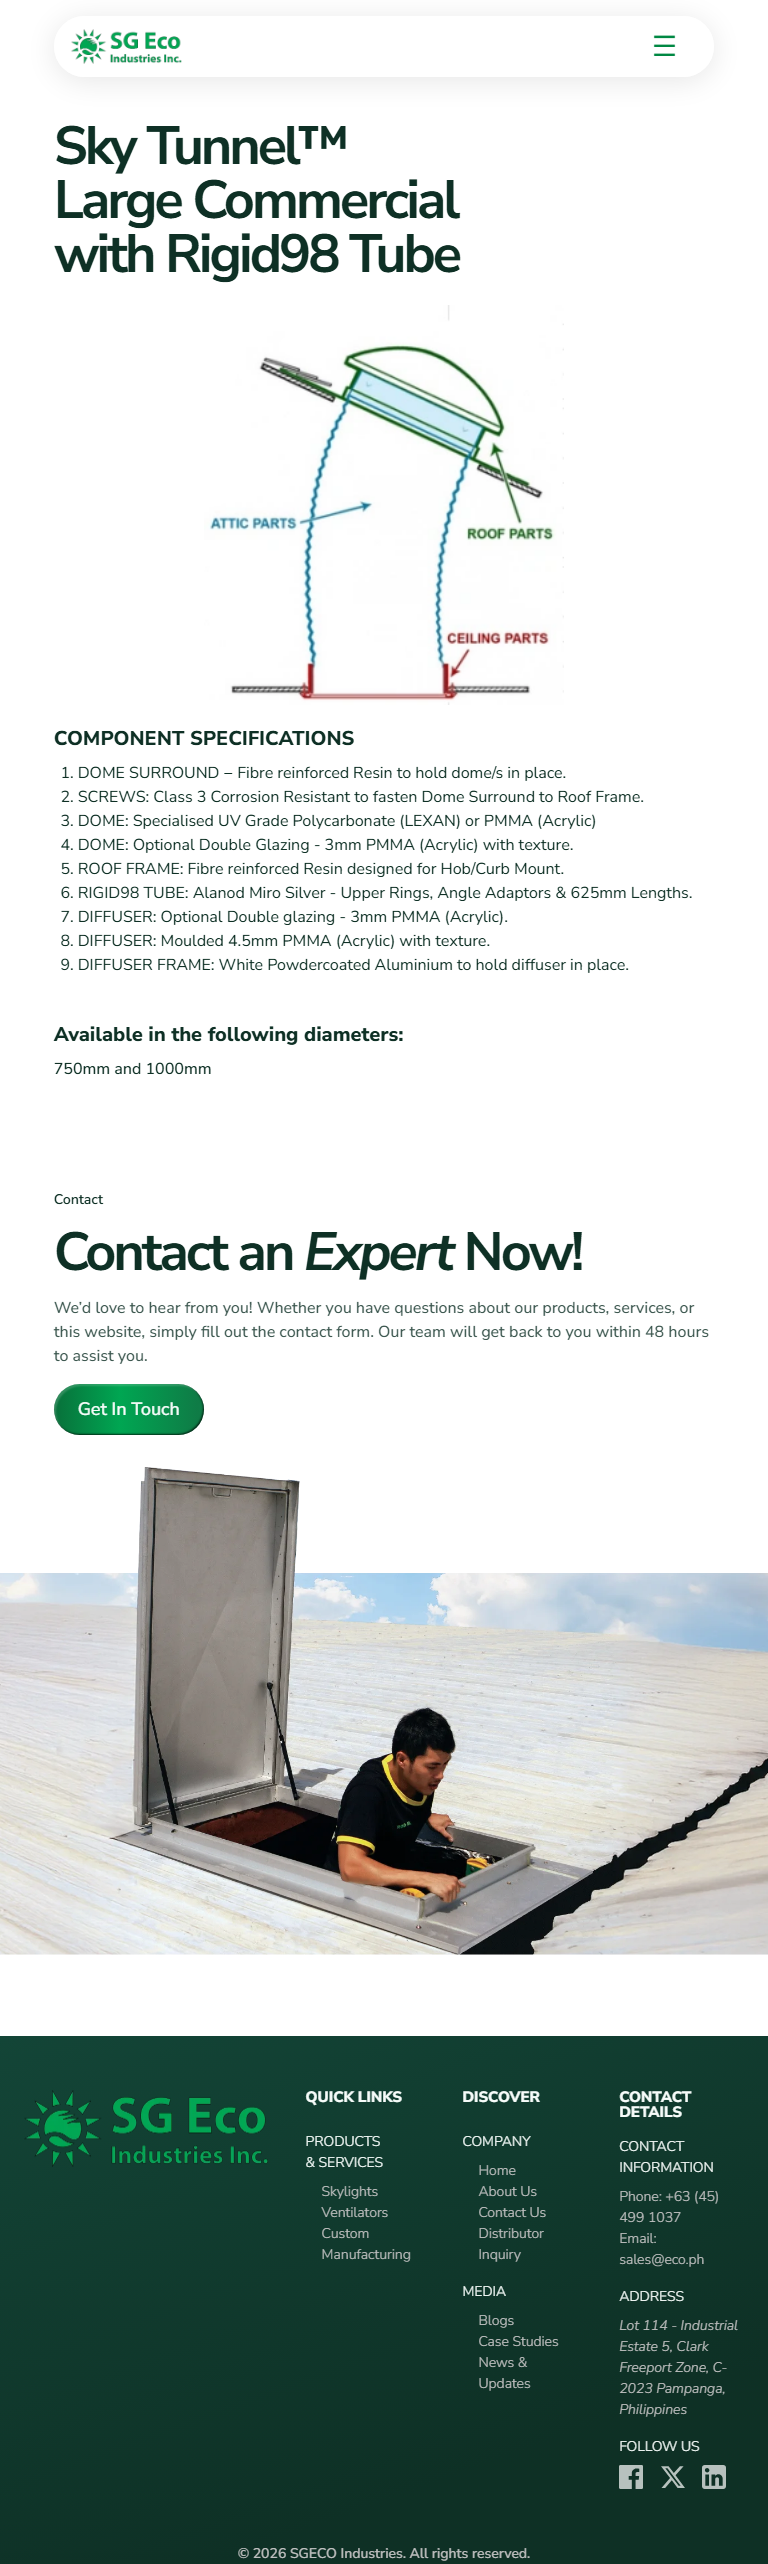 SG Eco
Industries Inc.
☰
Sky Tunnel™
Large Commercial
with Rigid98 Tube
ATTIC PARTS
ROOF PARTS
CEILING PARTS
COMPONENT SPECIFICATIONS
1. DOME SURROUND – Fibre reinforced Resin to hold dome/s in place.
2. SCREWS: Class 3 Corrosion Resistant to fasten Dome Surround to Roof Frame.
3. DOME: Specialised UV Grade Polycarbonate (LEXAN) or PMMA (Acrylic)
4. DOME: Optional Double Glazing - 3mm PMMA (Acrylic) with texture.
5. ROOF FRAME: Fibre reinforced Resin designed for Hob/Curb Mount.
6. RIGID98 TUBE: Alanod Miro Silver - Upper Rings, Angle Adaptors & 625mm Lengths.
7. DIFFUSER: Optional Double glazing - 3mm PMMA (Acrylic).
8. DIFFUSER: Moulded 4.5mm PMMA (Acrylic) with texture.
9. DIFFUSER FRAME: White Powdercoated Aluminium to hold diffuser in place.
Available in the following diameters:
750mm and 1000mm
Contact
Contact an Expert Now!
We’d love to hear from you! Whether you have questions about our products, services, or
this website, simply fill out the contact form. Our team will get back to you within 48 hours
to assist you.
Get In Touch
SG Eco
Industries Inc.
QUICK LINKS
PRODUCTS
& SERVICES
Skylights
Ventilators
Custom
Manufacturing
DISCOVER
COMPANY
Home
About Us
Contact Us
Distributor
Inquiry
MEDIA
Blogs
Case Studies
News &
Updates
CONTACT
DETAILS
CONTACT
INFORMATION
Phone: +63 (45)
499 1037
Email:
sales@eco.ph
ADDRESS
Lot 114 - Industrial
Estate 5, Clark
Freeport Zone, C-
2023 Pampanga,
Philippines
FOLLOW US
© 2026 SGECO Industries. All rights reserved.